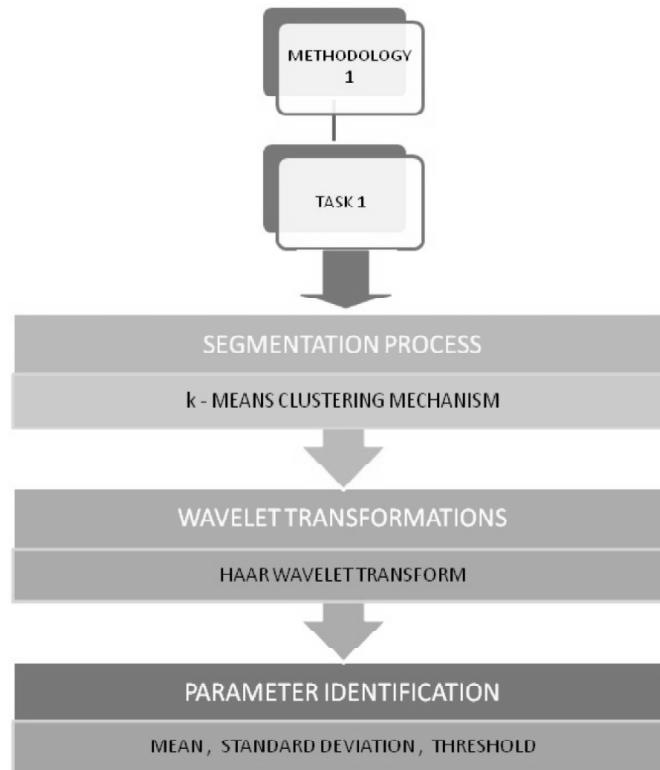 METHODOLOGY
1
TASK 1
SEGMENTATION PROCESS
k - MEANS CLUSTERING MECHANISM
WAVELET TRANSFORMATIONS
HAAR WAVELET TRANSFORM
PARAMETER IDENTIFICATION
MEAN , STANDARD DEVIATION , THRESHOLD